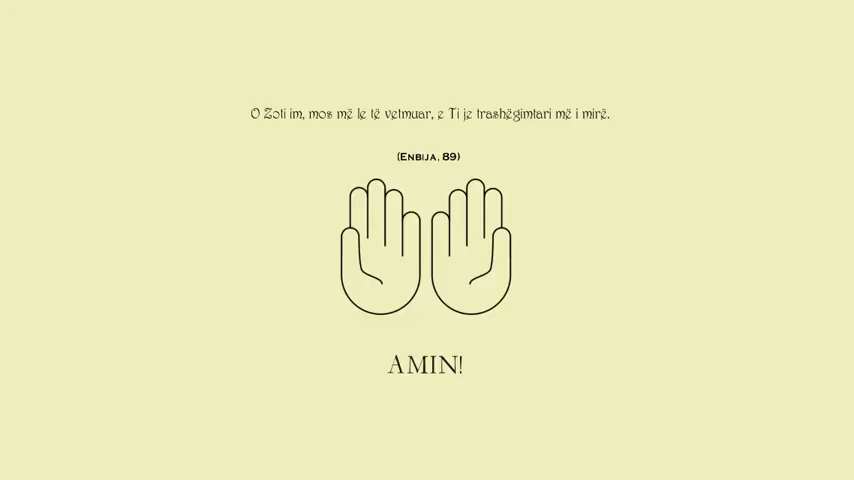 O Zoti im, mos më le të vetmuar, e Ti je trashëgimtari më i mirë.
(Enbija, 89)
AMIN!